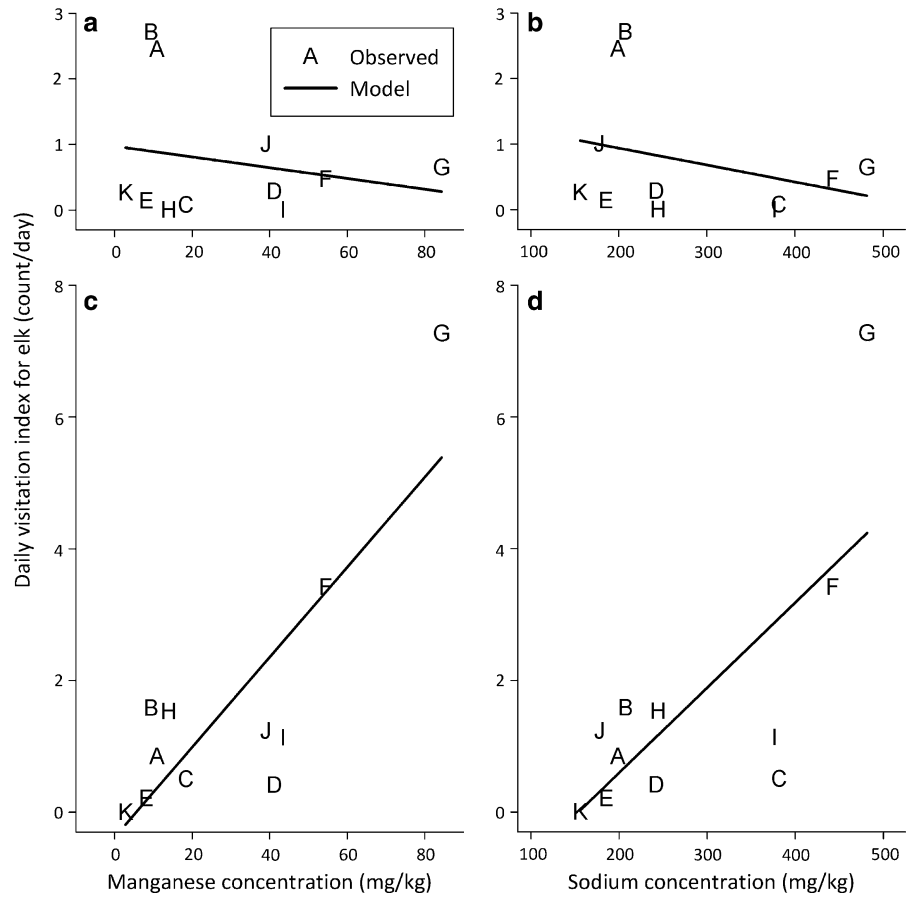 Daily visitation index for elk (count/day)
a
3
2
1
0
B
A
J
G
F
K
E
D
H
C
I
A Observed
Model
0 20 40 60 80
b
3
2
1
0
B
A
J
G
F
K
E
D
H
C
I
100 200 300 400 500
c
8
6
4
2
0
G
F
B
H
J
I
A
C
D
E
K
0 20 40 60 80
Manganese concentration (mg/kg)
d
8
6
4
2
0
G
F
B
H
J
I
A
C
D
E
K
100 200 300 400 500
Sodium concentration (mg/kg)